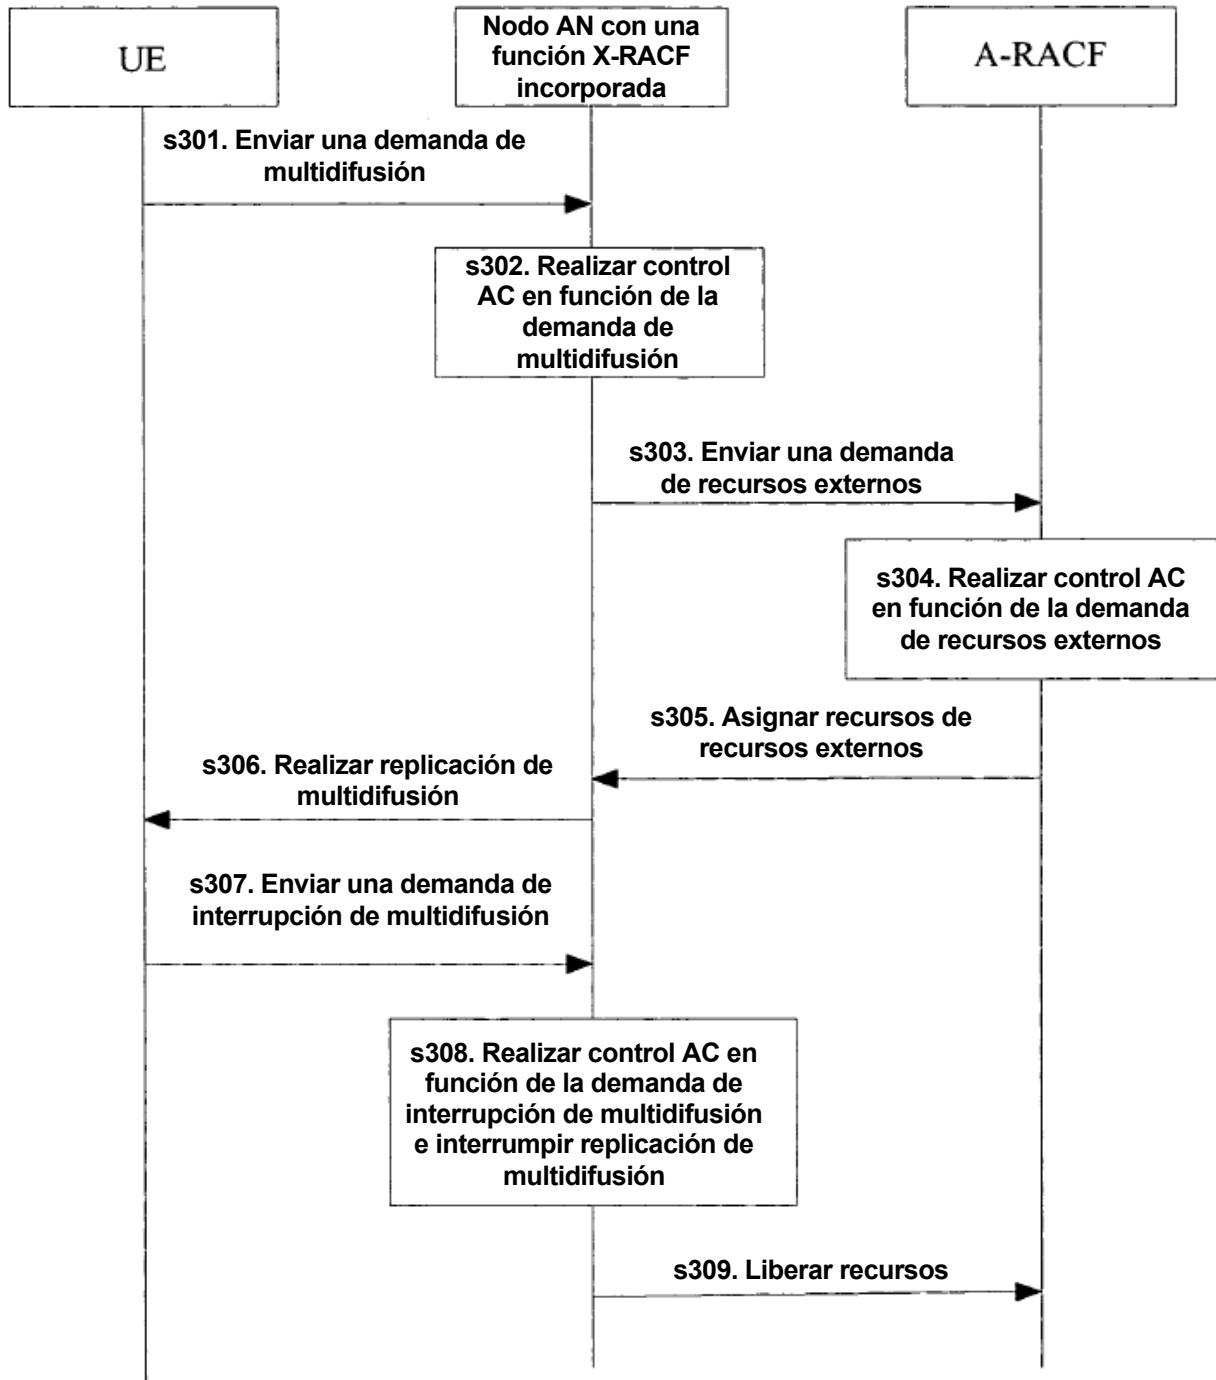 UE
Nodo AN con una
función X-RACF
incorporada
A-RACF
s301. Enviar una demanda de
multidifusión
s302. Realizar control
AC en función de la
demanda de
multidifusión
s303. Enviar una demanda
de recursos externos
s304. Realizar control AC
en función de la demanda
de recursos externos
s305. Asignar recursos de
recursos externos
s306. Realizar replicación de
multidifusión
s307. Enviar una demanda de
interrupción de multidifusión
s308. Realizar control AC en
función de la demanda de
interrupción de multidifusión
e interrumpir replicación de
multidifusión
s309. Liberar recursos